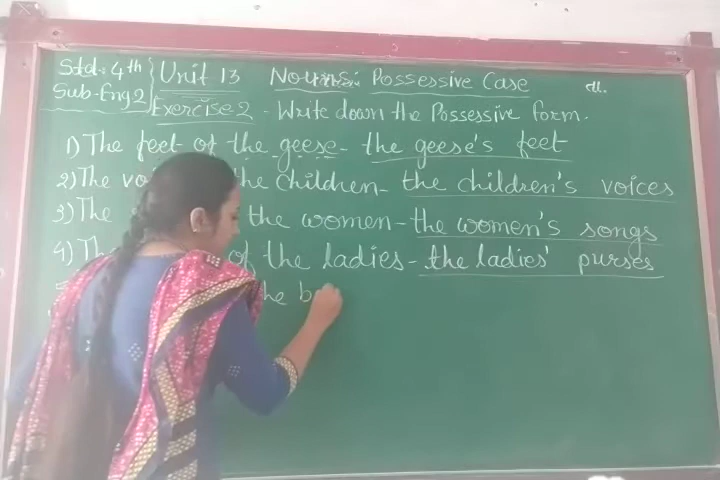 Std: 4th Unit 13 Nouns: Possessive Case
Sub-Eng 2 Exercise 2 - Write down the Possessive form.
1) The feet of the geese - the geese's feet
2) The the children - the children's voices
3) The the women - the women's songs
4) of the ladies - the ladies' purses